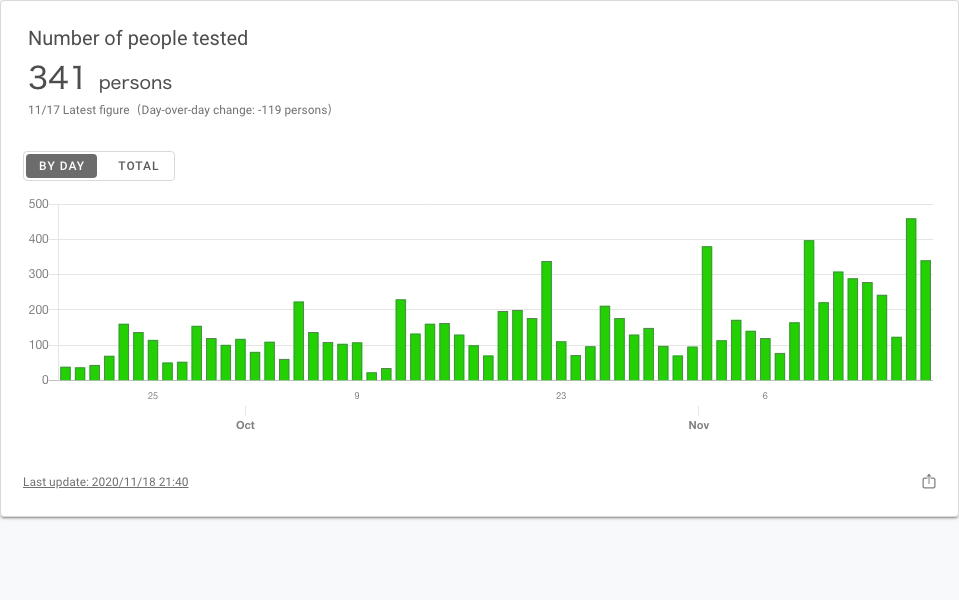 Number of people tested
341 persons
11/17 Latest figure（Day-over-day change: -119 persons）
BY DAY TOTAL
500
400
300
200
100
0
25 9 23 6
Oct Nov
Last update: 2020/11/18 21:40